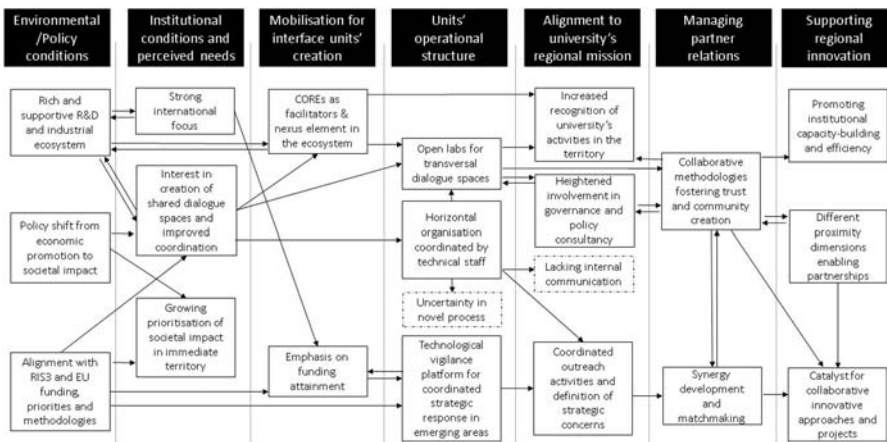 Environmental
/Policy
conditions
Institutional
conditions and
perceived needs
Mobilisation for
interface units'
creation
Units'
operational
structure
Alignment to
university's
regional mission
Managing
partner
relations
Supporting
regional
innovation
Rich and
supportive R&D
and industrial
ecosystem
Policy shift from
economic
promotion to
societal impact
Alignment with
RIS3 and EU
funding,
priorities and
methodologies
Strong
international
focus
Interest in
creation of
shared dialogue
spaces and
improved
coordination
Growing
prioritisation of
societal impact
in immediate
territory
COREs as
facilitators &
nexus element in
the ecosystem
Emphasis on
funding
attainment
Open labs for
transversal
dialogue spaces
Horizontal
organisation
coordinated by
technical staff
Uncertainty in
novel process
Technological
vigilance
platform for
coordinated
strategic
response in
emerging areas
Increased
recognition of
university's
activities in the
territory
Heightened
involvement in
governance and
policy
consultancy
Lacking internal
communication
Coordinated
outreach
activities and
definition of
strategic
concerns
Collaborative
methodologies
fostering trust
and community
creation
Synergy
development
and
matchmaking
Promoting
institutional
capacity-building
and efficiency
Different
proximity
dimensions
enabling
partnerships
Catalyst for
collaborative
innovative
approaches and
projects